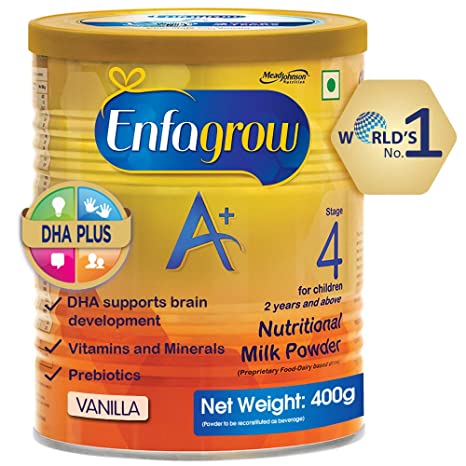 MeadJohnson
Nutrition
Enfagrow
WORLD'S
No. 1
A+
Stage
4
for children
2 years and above
DHA PLUS
DHA supports brain
development
Nutritional
Milk Powder
(Proprietary Food-Dairy based drink)
Vitamins and Minerals
Prebiotics
VANILLA
Net Weight: 400g
(Powder to be reconstituted as beverage)